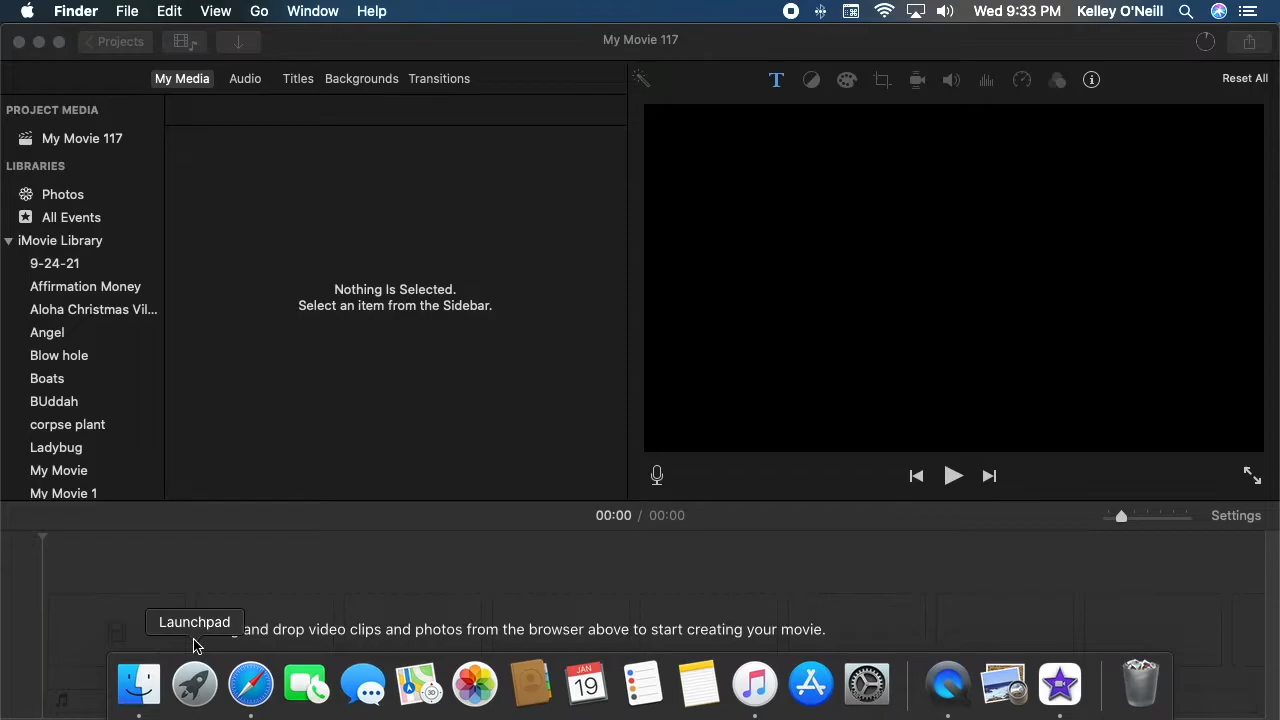 Finder File Edit View Go Window Help
Wed 9:33 PM Kelley O'Neill
Projects
My Movie 117
My Media Audio Titles Backgrounds Transitions
T
Reset All
PROJECT MEDIA
My Movie 117
LIBRARIES
Photos
All Events
iMovie Library
9-24-21
Affirmation Money
Aloha Christmas Vil...
Angel
Blow hole
Boats
BUddah
corpse plant
Ladybug
My Movie
My Movie 1
Nothing Is Selected.
Select an item from the Sidebar.
00:00 / 00:00
Settings
Launchpad
and drop video clips and photos from the browser above to start creating your movie.
JAN
19